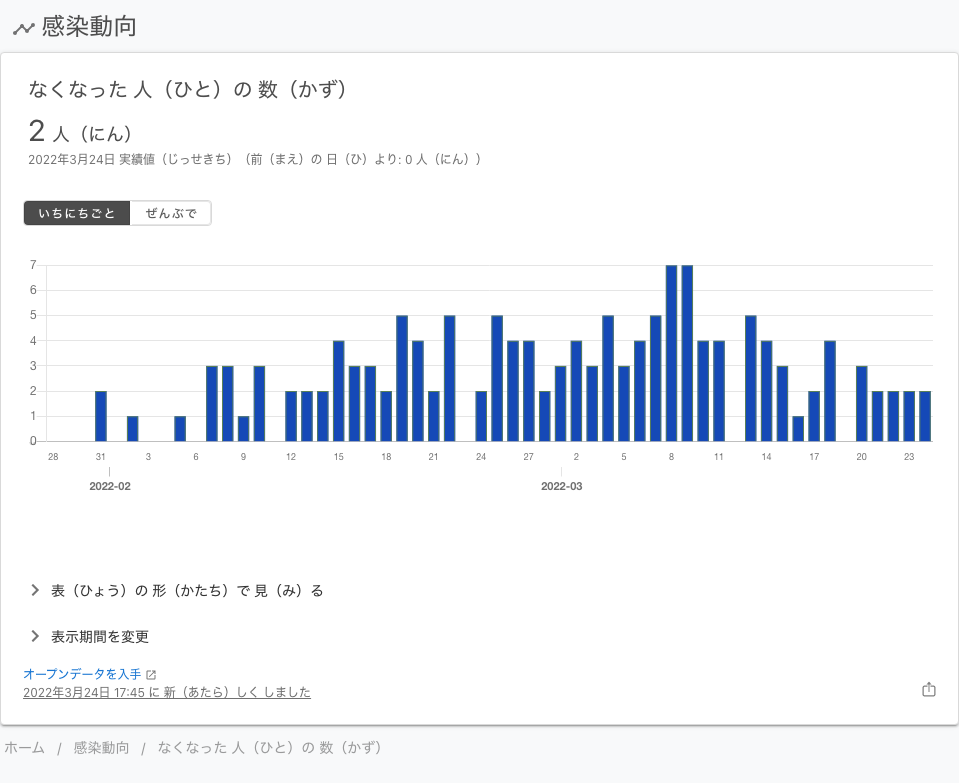 感染動向
なくなった 人（ひと）の 数（かず）
2 人（にん）
2022年3月24日 実績値（じっせきち）（前（まえ）の 日（ひ）より: 0 人（にん））
いちにちごと ぜんぶで
7
6
5
4
3
2
1
0
28 31 3 6 9 12 15 18 21 24 27 2 5 8 11 14 17 20 23
2022-02 2022-03
表（ひょう）の 形（かたち）で 見（み）る
表示期間を変更
オープンデータを入手
2022年3月24日 17:45 に 新（あたら）しく しました
ホーム / 感染動向 / なくなった 人（ひと）の 数（かず）